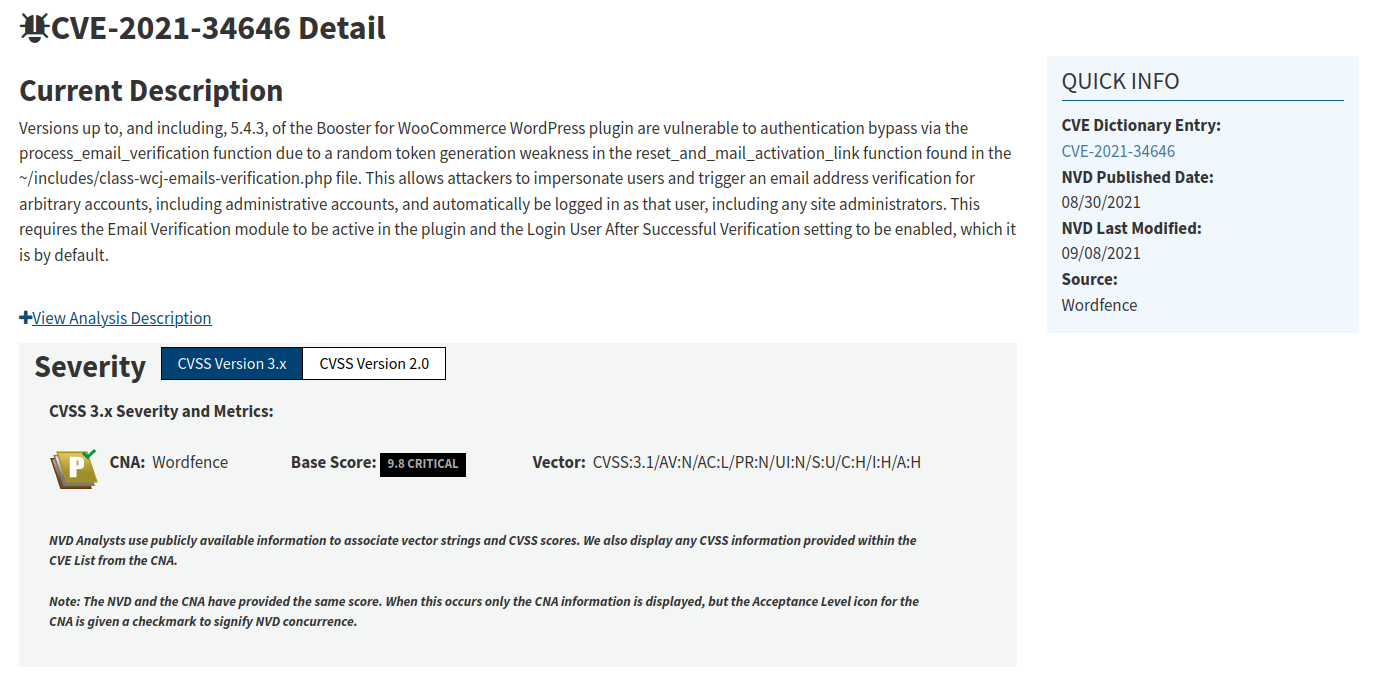 CVE-2021-34646 Detail
Current Description
Versions up to, and including, 5.4.3, of the Booster for WooCommerce WordPress plugin are vulnerable to authentication bypass via the
process_email_verification function due to a random token generation weakness in the reset_and_mail_activation_link function found in the
~/includes/class-wcj-emails-verification.php file. This allows attackers to impersonate users and trigger an email address verification for
arbitrary accounts, including administrative accounts, and automatically be logged in as that user, including any site administrators. This
requires the Email Verification module to be active in the plugin and the Login User After Successful Verification setting to be enabled, which it
is by default.
View Analysis Description
QUICK INFO
CVE Dictionary Entry:
CVE-2021-34646
NVD Published Date:
08/30/2021
NVD Last Modified:
09/08/2021
Source:
Wordfence
Severity CVSS Version 3.x CVSS Version 2.0
CVSS 3.x Severity and Metrics:
P CNA: Wordfence Base Score: 9.8 CRITICAL Vector: CVSS:3.1/AV:N/AC:L/PR:N/UI:N/S:U/C:H/I:H/A:H
NVD Analysts use publicly available information to associate vector strings and CVSS scores. We also display any CVSS information provided within the
CVE List from the CNA.
Note: The NVD and the CNA have provided the same score. When this occurs only the CNA information is displayed, but the Acceptance Level icon for the
CNA is given a checkmark to signify NVD concurrence.